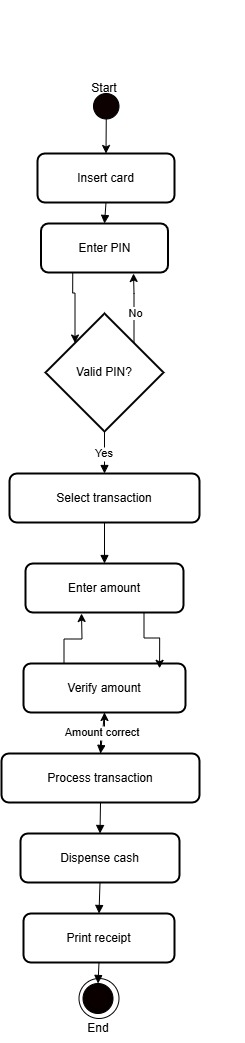 Start
Insert card
Enter PIN
No
Valid PIN?
Yes
Select transaction
Enter amount
Verify amount
Amount correct
Process transaction
Dispense cash
Print receipt
End